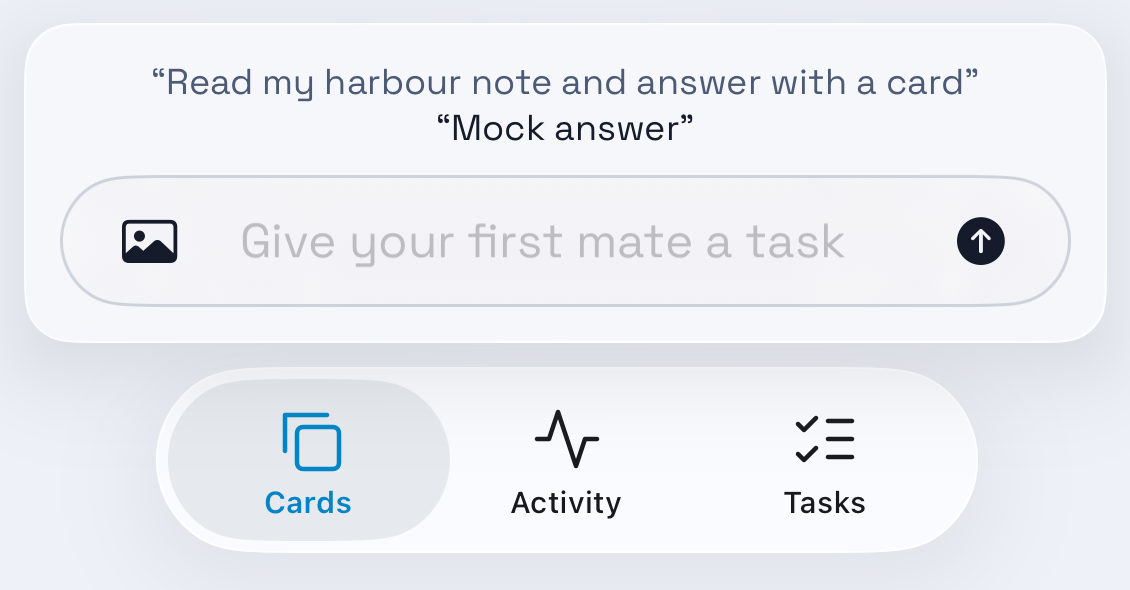 “Read my harbour note and answer with a card”
“Mock answer”
Give your first mate a task
Cards
Activity
Tasks